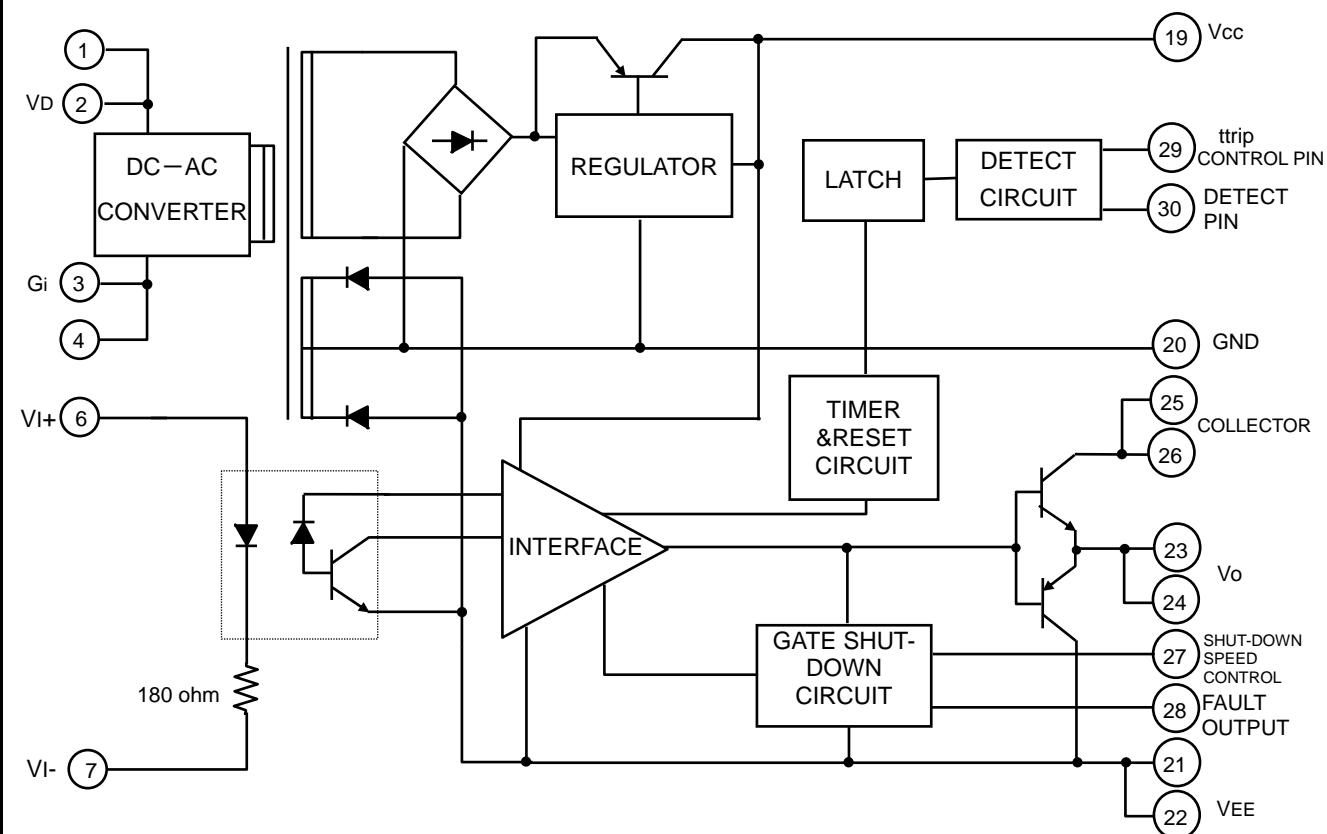 1
VD 2
DC－AC
CONVERTER
Gi 3
4
VI+ 6
180 ohm
VI- 7
REGULATOR
LATCH
DETECT
CIRCUIT
TIMER
&RESET
CIRCUIT
INTERFACE
GATE SHUT-
DOWN
CIRCUIT
19 Vcc
29 ttrip
CONTROL PIN
30 DETECT
PIN
20 GND
25
COLLECTOR
26
23
Vo
24
27 SHUT-DOWN
SPEED
CONTROL
28 FAULT
OUTPUT
21
22 VEE